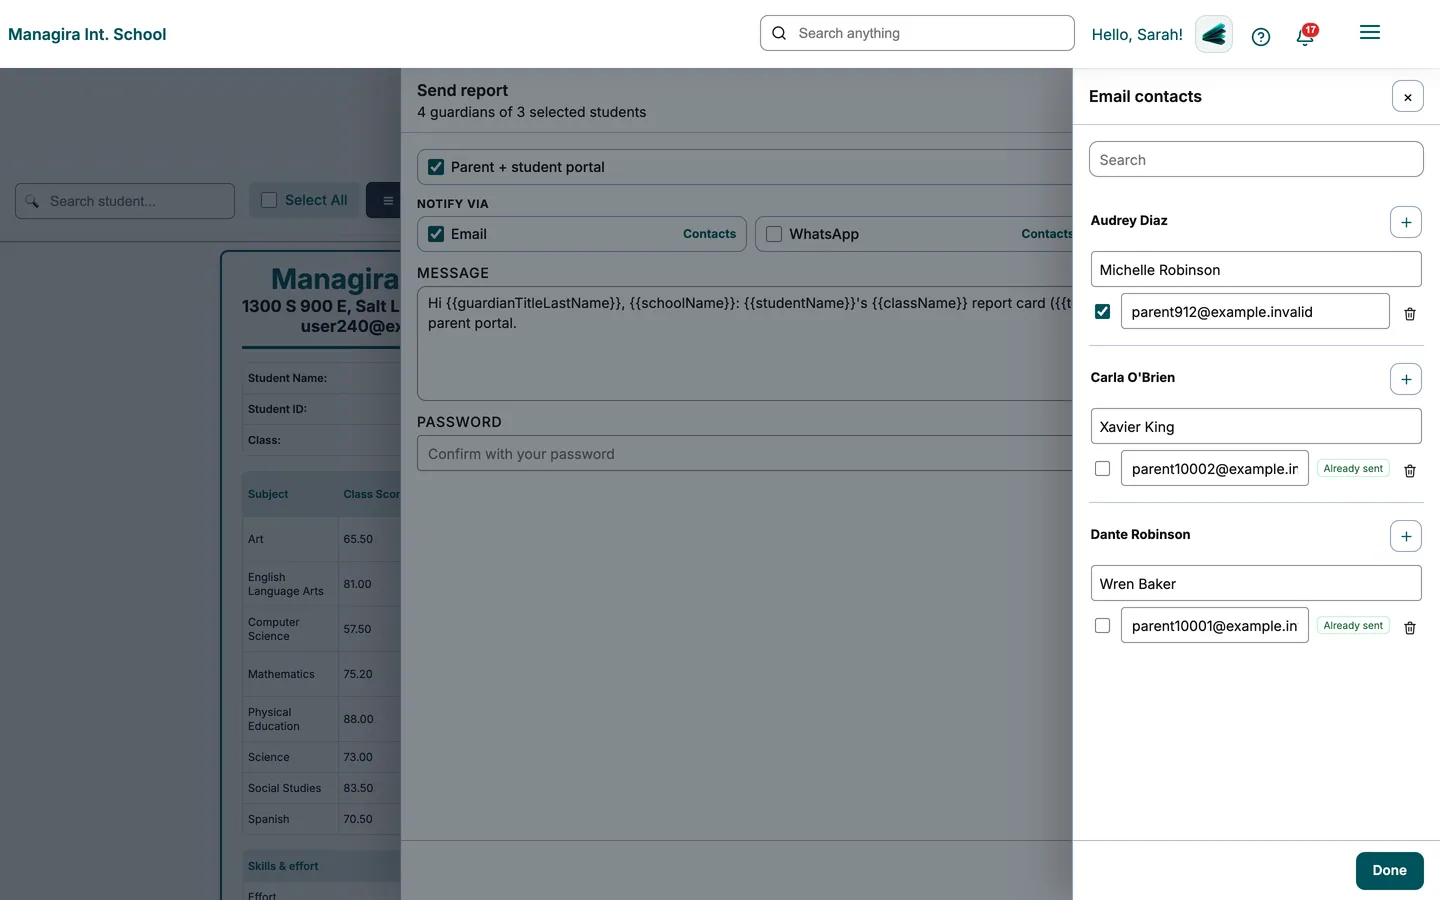 Managira Int. School
Search anything
Hello, Sarah!
17
Send report
4 guardians of 3 selected students
Parent + student portal
NOTIFY VIA
Email
Contacts
WhatsApp
Contacts
MESSAGE
Hi {{guardianTitleLastName}}, {{schoolName}}: {{studentName}}'s {{className}} report card ({{t
parent portal.
PASSWORD
Confirm with your password
Search student...
Select All
Managira
1300 S 900 E, Salt L
user240@ex
Student Name:
Student ID:
Class:
Subject
Class Scor
Art
65.50
English
Language Arts
81.00
Computer
Science
57.50
Mathematics
75.20
Physical
Education
88.00
Science
73.00
Social Studies
83.50
Spanish
70.50
Skills & effort
Effort
Email contacts
Search
Audrey Diaz
Michelle Robinson
parent912@example.invalid
Carla O'Brien
Xavier King
parent10002@example.in
Already sent
Dante Robinson
Wren Baker
parent10001@example.in
Already sent
Done